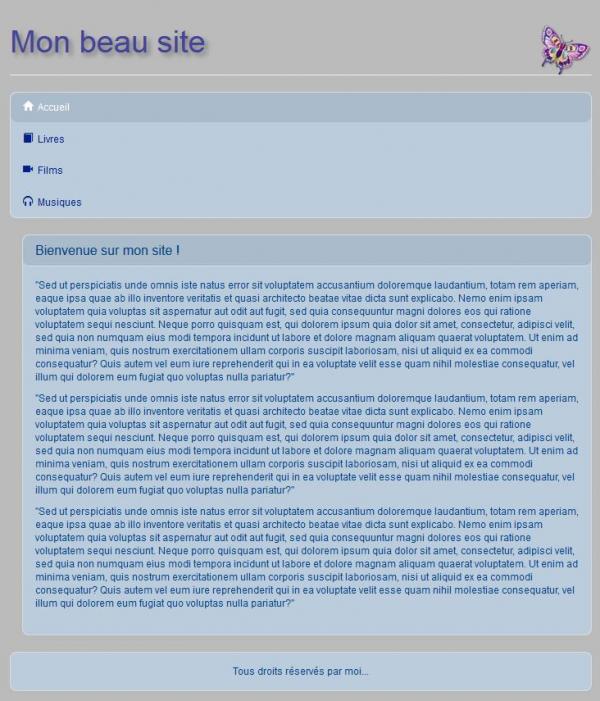 Mon beau site
Accueil
Livres
Films
Musiques
Bienvenue sur mon site !
"Sed ut perspiciatis unde omnis iste natus error sit voluptatem accusantium doloremque laudantium, totam rem aperiam,
eaque ipsa quae ab illo inventore veritatis et quasi architecto beatae vitae dicta sunt explicabo. Nemo enim ipsam
voluptatem quia voluptas sit aspernatur aut odit aut fugit, sed quia consequuntur magni dolores eos qui ratione
voluptatem sequi nesciunt. Neque porro quisquam est, qui dolorem ipsum quia dolor sit amet, consectetur, adipisci velit,
sed quia non numquam eius modi tempora incidunt ut labore et dolore magnam aliquam quaerat voluptatem. Ut enim ad
minima veniam, quis nostrum exercitationem ullam corporis suscipit laboriosam, nisi ut aliquid ex ea commodi
consequatur? Quis autem vel eum iure reprehenderit qui in ea voluptate velit esse quam nihil molestiae consequatur, vel
illum qui dolorem eum fugiat quo voluptas nulla pariatur?"
"Sed ut perspiciatis unde omnis iste natus error sit voluptatem accusantium doloremque laudantium, totam rem aperiam,
eaque ipsa quae ab illo inventore veritatis et quasi architecto beatae vitae dicta sunt explicabo. Nemo enim ipsam
voluptatem quia voluptas sit aspernatur aut odit aut fugit, sed quia consequuntur magni dolores eos qui ratione
voluptatem sequi nesciunt. Neque porro quisquam est, qui dolorem ipsum quia dolor sit amet, consectetur, adipisci velit,
sed quia non numquam eius modi tempora incidunt ut labore et dolore magnam aliquam quaerat voluptatem. Ut enim ad
minima veniam, quis nostrum exercitationem ullam corporis suscipit laboriosam, nisi ut aliquid ex ea commodi
consequatur? Quis autem vel eum iure reprehenderit qui in ea voluptate velit esse quam nihil molestiae consequatur, vel
illum qui dolorem eum fugiat quo voluptas nulla pariatur?"
"Sed ut perspiciatis unde omnis iste natus error sit voluptatem accusantium doloremque laudantium, totam rem aperiam,
eaque ipsa quae ab illo inventore veritatis et quasi architecto beatae vitae dicta sunt explicabo. Nemo enim ipsam
voluptatem quia voluptas sit aspernatur aut odit aut fugit, sed quia consequuntur magni dolores eos qui ratione
voluptatem sequi nesciunt. Neque porro quisquam est, qui dolorem ipsum quia dolor sit amet, consectetur, adipisci velit,
sed quia non numquam eius modi tempora incidunt ut labore et dolore magnam aliquam quaerat voluptatem. Ut enim ad
minima veniam, quis nostrum exercitationem ullam corporis suscipit laboriosam, nisi ut aliquid ex ea commodi
consequatur? Quis autem vel eum iure reprehenderit qui in ea voluptate velit esse quam nihil molestiae consequatur, vel
illum qui dolorem eum fugiat quo voluptas nulla pariatur?"
Tous droits réservés par moi...